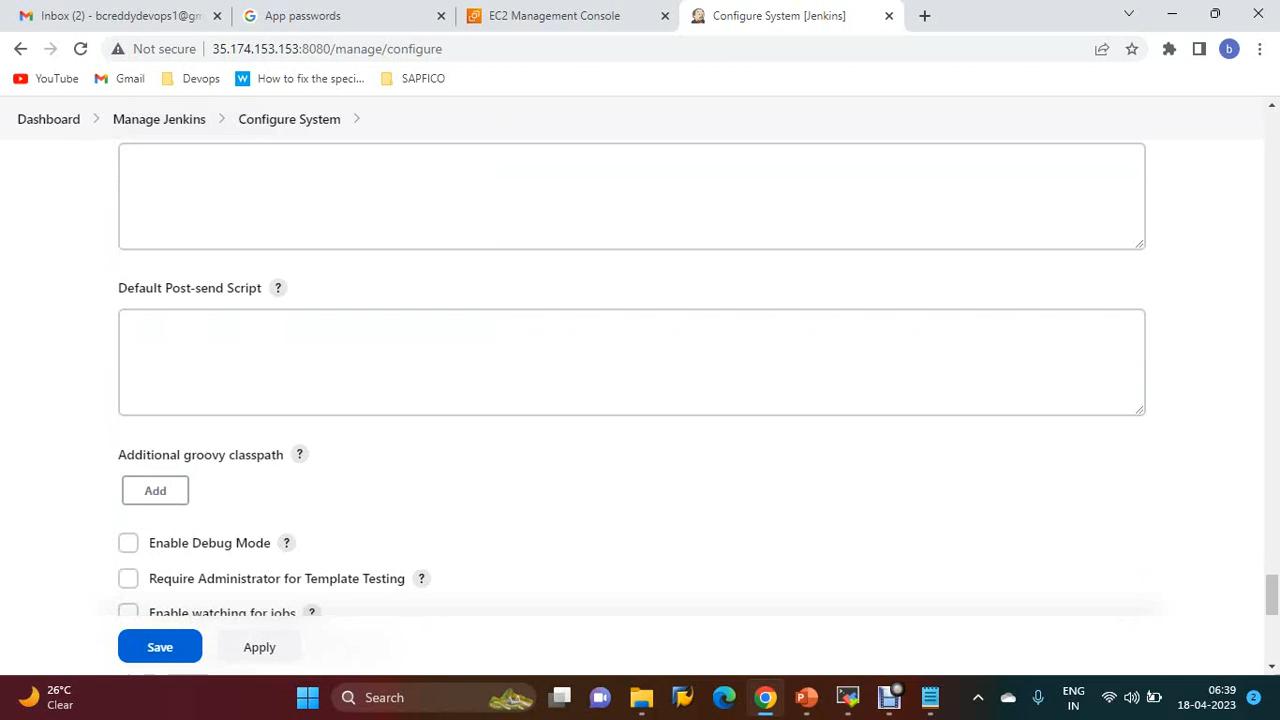 Inbox (2) - bcreddydevops1@gm
App passwords
EC2 Management Console
Configure System [Jenkins]
Not secure
35.174.153.153:8080/manage/configure
b
YouTube
Gmail
Devops
W
How to fix the speci...
SAPFICO
Dashboard
Manage Jenkins
Configure System
Default Post-send Script ?
Additional groovy classpath ?
Add
Enable Debug Mode ?
Require Administrator for Template Testing ?
Enable watching for jobs ?
Save
Apply
26°C
Clear
Search
ENG
IN
06:39
18-04-2023
2